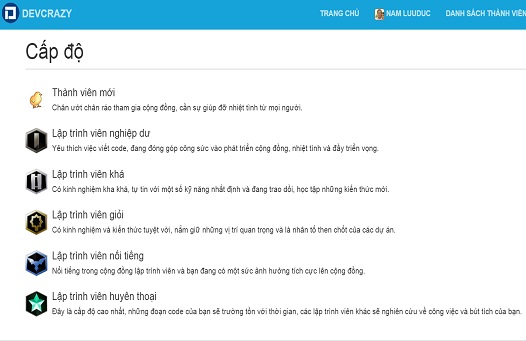 DEVCRAZY
TRANG CHỦ NAM LUUDUC DANH SÁCH THÀNH VIÊN
Cấp độ
Thành viên mới
Chân ướt chân ráo tham gia cộng đồng, cần sự giúp đỡ nhiệt tình từ mọi người.
Lập trình viên nghiệp dư
Yêu thích việc viết code, đang đóng góp công sức vào phát triển cộng đồng, nhiệt tình và đầy triển vọng.
Lập trình viên khá
Có kinh nghiệm kha khá, tự tin với một số kỹ năng nhất định và đang trao dồi, học tập những kiến thức mới.
Lập trình viên giỏi
Có kinh nghiệm và kiến thức tuyệt vời, nắm giữ những vị trí quan trọng và là nhân tố then chốt của các dự án.
Lập trình viên nổi tiếng
Nổi tiếng trong cộng đồng lập trình viên và bạn đang có một sức ảnh hưởng tích cực lên cộng đồng.
Lập trình viên huyền thoại
Đây là cấp độ cao nhất, những đoạn code của bạn sẽ trường tồn với thời gian, các lập trình viên khác sẽ nghiên cứu về công việc và bút tích của bạn.